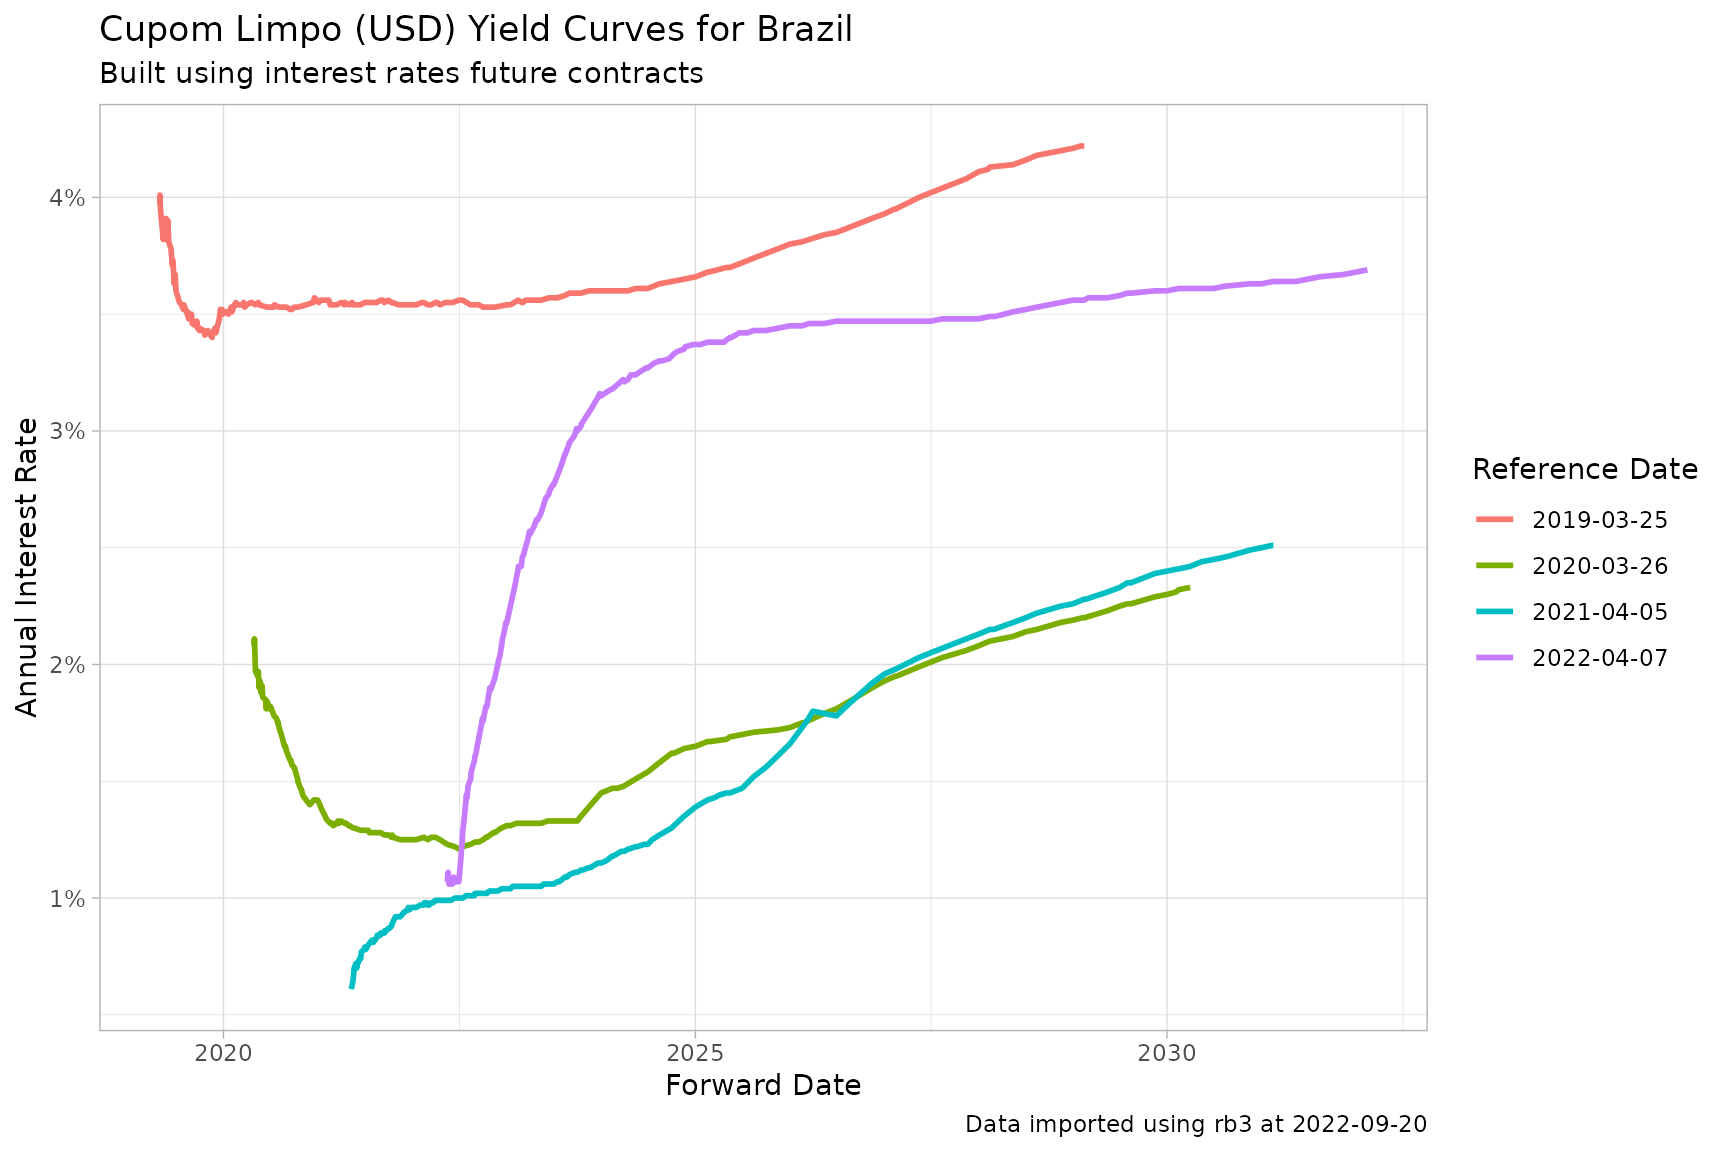 Cupom Limpo (USD) Yield Curves for Brazil
Built using interest rates future contracts
Annual Interest Rate
4%
3%
2%
1%
2020
2025
2030
Forward Date
Reference Date
2019-03-25
2020-03-26
2021-04-05
2022-04-07
Data imported using rb3 at 2022-09-20